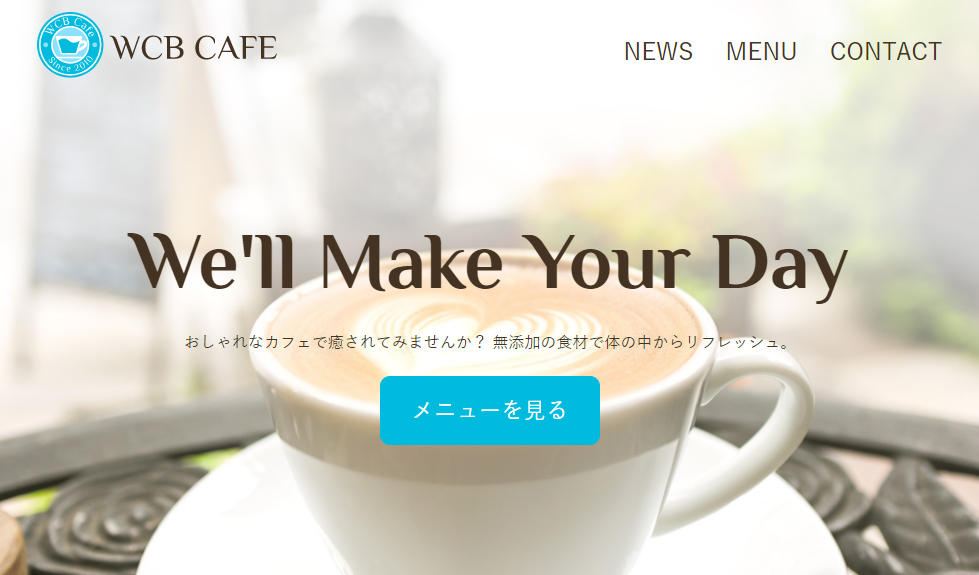 WCB Cafe
Since 2010
WCB CAFE
NEWS MENU CONTACT
We'll Make Your Day
おしゃれなカフェで癒されてみませんか？ 無添加の食材で体の中からリフレッシュ。
メニューを見る